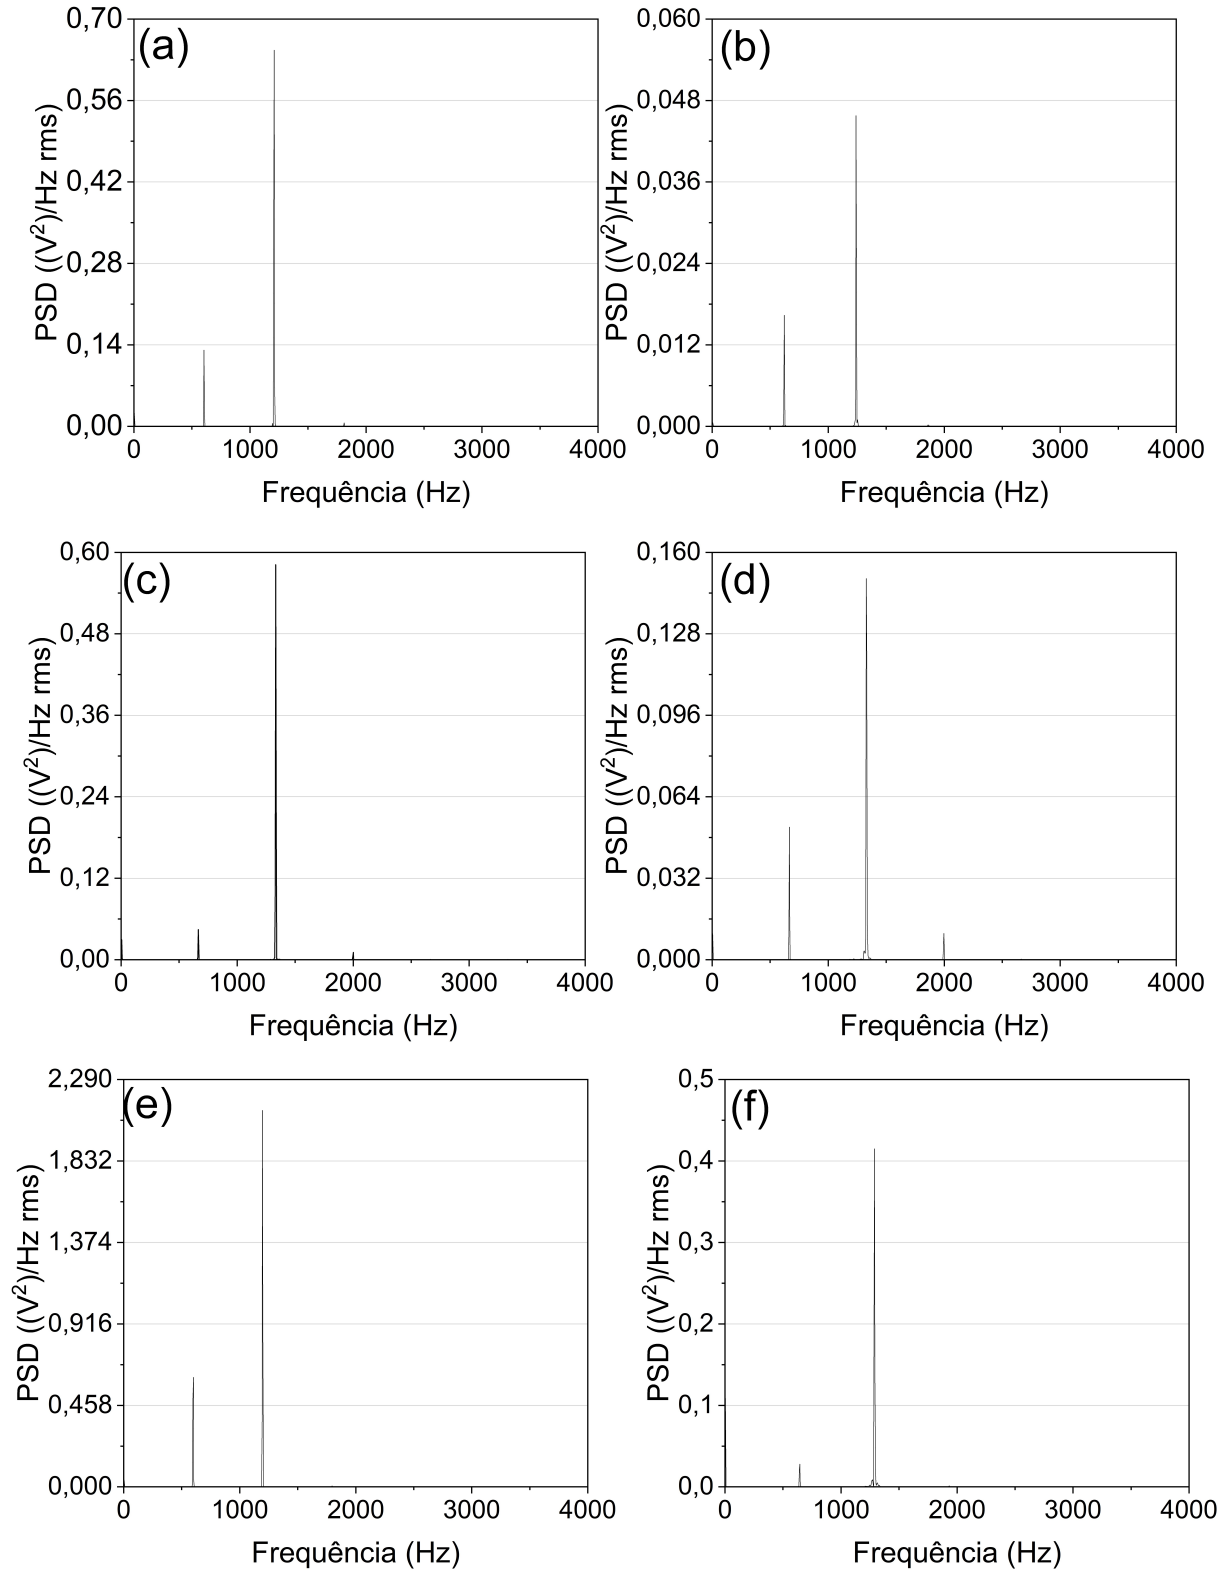 (a)
PSD ((V²)/Hz rms)
0,70
0,56
0,42
0,28
0,14
0,00
0 1000 2000 3000 4000
Frequência (Hz)
(b)
PSD ((V²)/Hz rms)
0,060
0,048
0,036
0,024
0,012
0,000
0 1000 2000 3000 4000
Frequência (Hz)
(c)
PSD ((V²)/Hz rms)
0,60
0,48
0,36
0,24
0,12
0,00
0 1000 2000 3000 4000
Frequência (Hz)
(d)
PSD ((V²)/Hz rms)
0,160
0,128
0,096
0,064
0,032
0,000
0 1000 2000 3000 4000
Frequência (Hz)
(e)
PSD ((V²)/Hz rms)
2,290
1,832
1,374
0,916
0,458
0,000
0 1000 2000 3000 4000
Frequência (Hz)
(f)
PSD ((V²)/Hz rms)
0,5
0,4
0,3
0,2
0,1
0,0
0 1000 2000 3000 4000
Frequência (Hz)